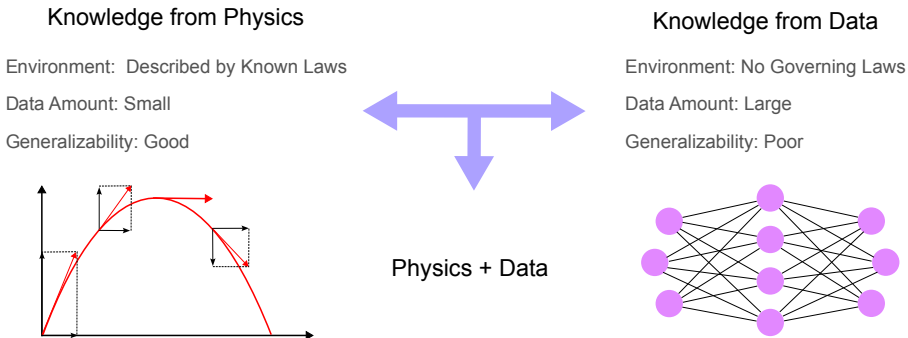 Knowledge from Physics
Environment:  Described by Known Laws
Data Amount: Small
Generalizability: Good
Knowledge from Data
Environment: No Governing Laws
Data Amount: Large
Generalizability: Poor
Physics + Data